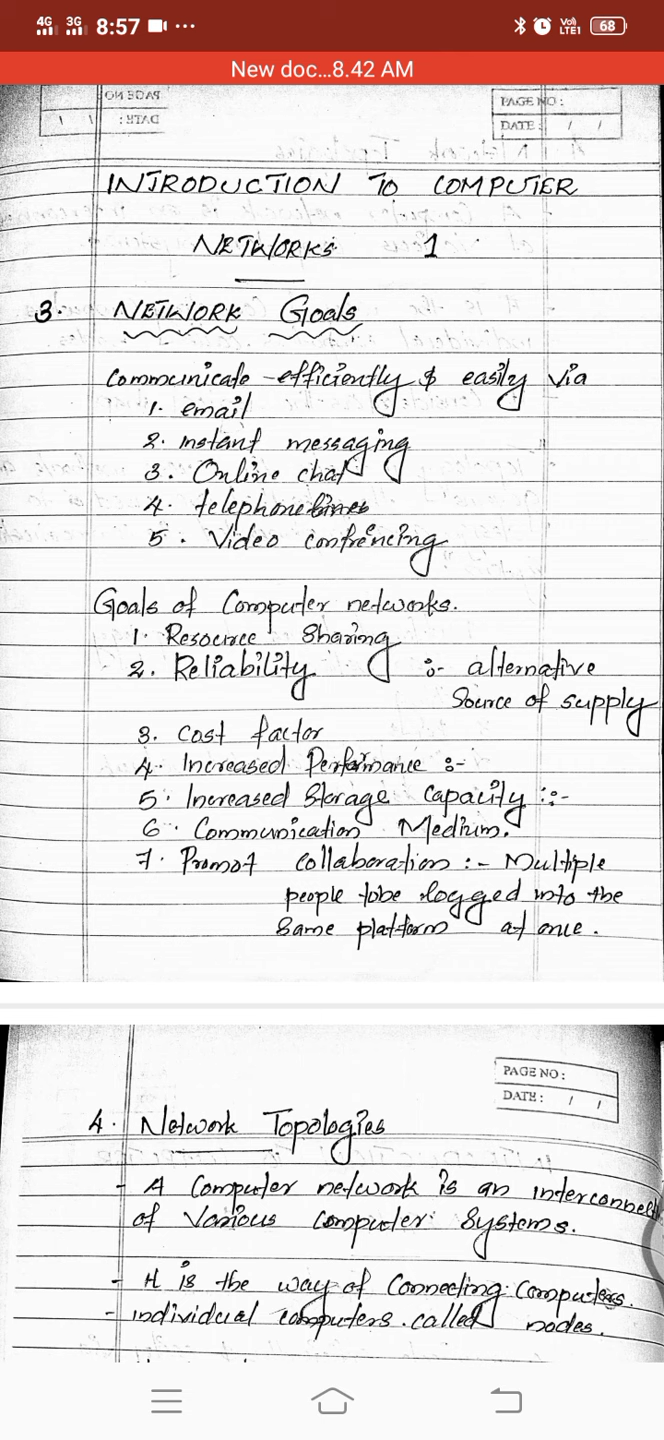 4G 3G 8:57 ... VoLTE1 68
New doc...8.42 AM
PAGE NO:
DATE: / /
INTRODUCTION TO COMPUTER
NETWORKS 1
3. NETWORK Goals
Communicate efficiently & easily via
1. email
2. instant messaging
3. Online chat
4. telephone lines
5. Video confrencing
Goals of Computer networks.
1. Resource Sharing
2. Reliability :- alternative
Source of supply
3. Cost factor
4. Increased Performance :-
5. Increased Storage Capacity ::-
6. Communication Medium.
7. Promot Collaboration :- Multiple
people tobe logged into the
Same platform at once.
PAGE NO:
DATE: / /
4. Network Topologies
- A Computer network is an interconnect
of Various Computer Systems.
- It is the way of Connecting Computers.
- individual computers called nodes.